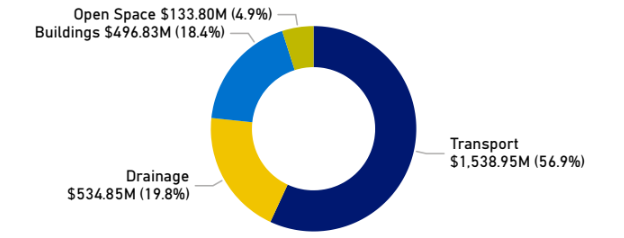 Open Space $133.80M (4.9%)
Buildings $496.83M (18.4%)
Transport
$1,538.95M (56.9%)
Drainage
$534.85M (19.8%)